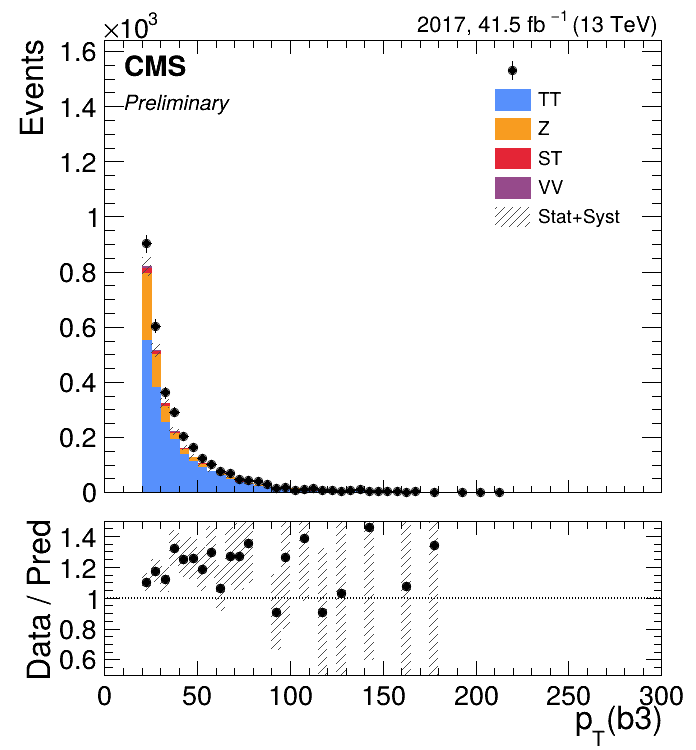 ×10³
2017, 41.5 fb⁻¹ (13 TeV)
Events
1.6
1.4
1.2
1
0.8
0.6
0.4
0.2
0
CMS
Preliminary
TT
Z
ST
VV
Stat+Syst
Data / Pred
1.4
1.2
1
0.8
0.6
0 50 100 150 200 250 300
p_T(b3)